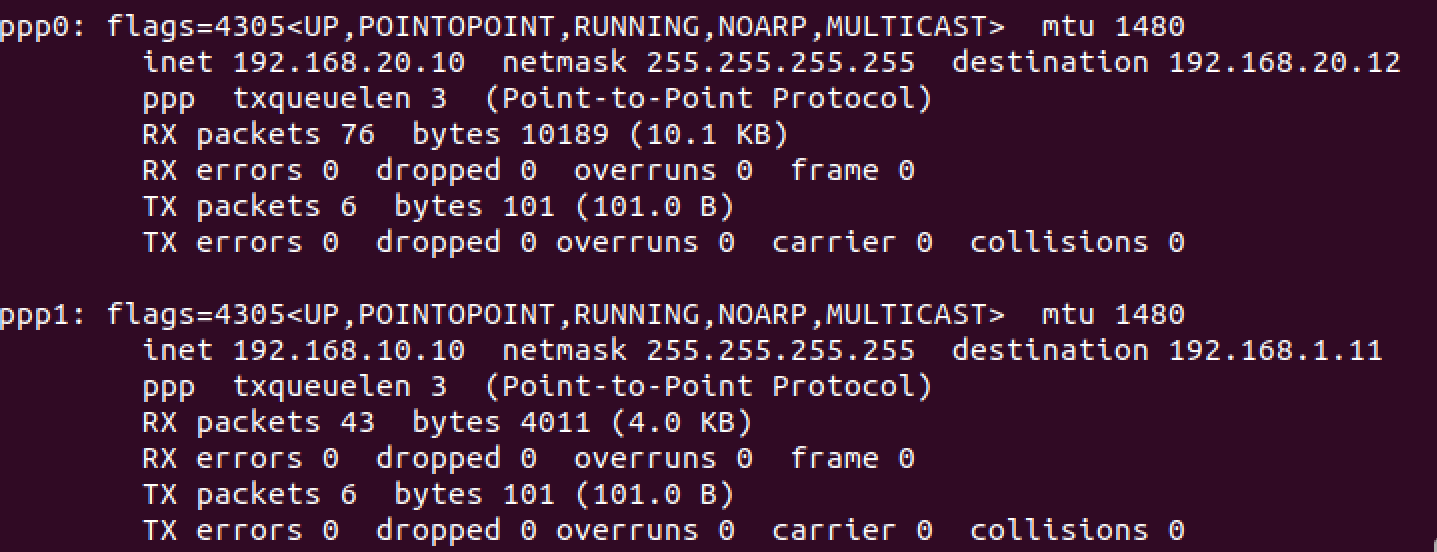 ppp0: flags=4305<UP,POINTOPOINT,RUNNING,NOARP,MULTICAST>  mtu 1480
        inet 192.168.20.10  netmask 255.255.255.255  destination 192.168.20.12
        ppp  txqueuelen 3  (Point-to-Point Protocol)
        RX packets 76  bytes 10189 (10.1 KB)
        RX errors 0  dropped 0  overruns 0  frame 0
        TX packets 6  bytes 101 (101.0 B)
        TX errors 0  dropped 0 overruns 0  carrier 0  collisions 0

ppp1: flags=4305<UP,POINTOPOINT,RUNNING,NOARP,MULTICAST>  mtu 1480
        inet 192.168.10.10  netmask 255.255.255.255  destination 192.168.1.11
        ppp  txqueuelen 3  (Point-to-Point Protocol)
        RX packets 43  bytes 4011 (4.0 KB)
        RX errors 0  dropped 0  overruns 0  frame 0
        TX packets 6  bytes 101 (101.0 B)
        TX errors 0  dropped 0 overruns 0  carrier 0  collisions 0